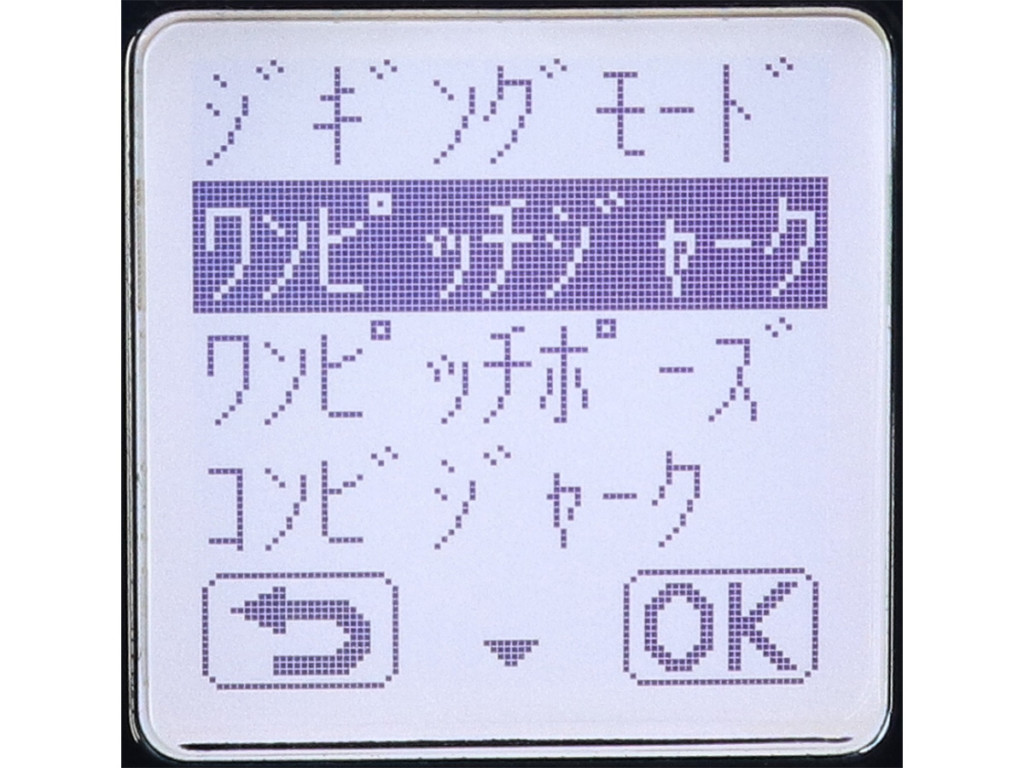 ジギングモード
ワンピッチジャーク
ワンピッチポーズ
コンビジャーク
OK